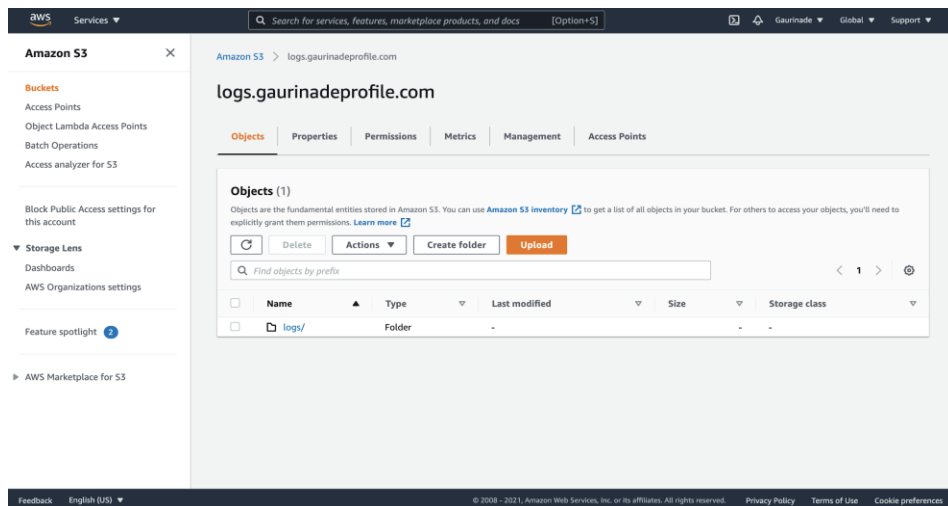 aws Services ▼ Search for services, features, marketplace products, and docs [Option+S] Gaurinade ▼ Global ▼ Support ▼
Amazon S3
Buckets
Access Points
Object Lambda Access Points
Batch Operations
Access analyzer for S3
Block Public Access settings for
this account
▼ Storage Lens
Dashboards
AWS Organizations settings
Feature spotlight 2
▶ AWS Marketplace for S3
Amazon S3 > logs.gaurinadeprofile.com
logs.gaurinadeprofile.com
Objects Properties Permissions Metrics Management Access Points
Objects (1)
Objects are the fundamental entities stored in Amazon S3. You can use Amazon S3 inventory to get a list of all objects in your bucket. For others to access your objects, you'll need to
explicitly grant them permissions. Learn more
Delete Actions ▼ Create folder Upload
Find objects by prefix < 1 >
Name ▲ Type ▽ Last modified ▽ Size ▽ Storage class ▽
logs/ Folder - - -
Feedback English (US) ▼ © 2008 - 2021, Amazon Web Services, Inc. or its affiliates. All rights reserved. Privacy Policy Terms of Use Cookie preferences